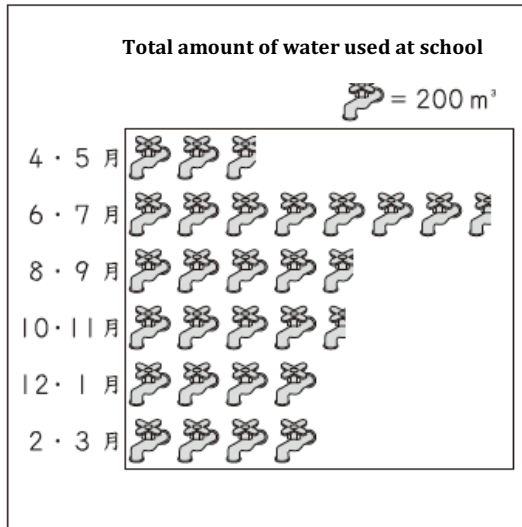 Total amount of water used at school
= 200 m³
4・5 月
6・7 月
8・9 月
10・11 月
12・1 月
2・3 月